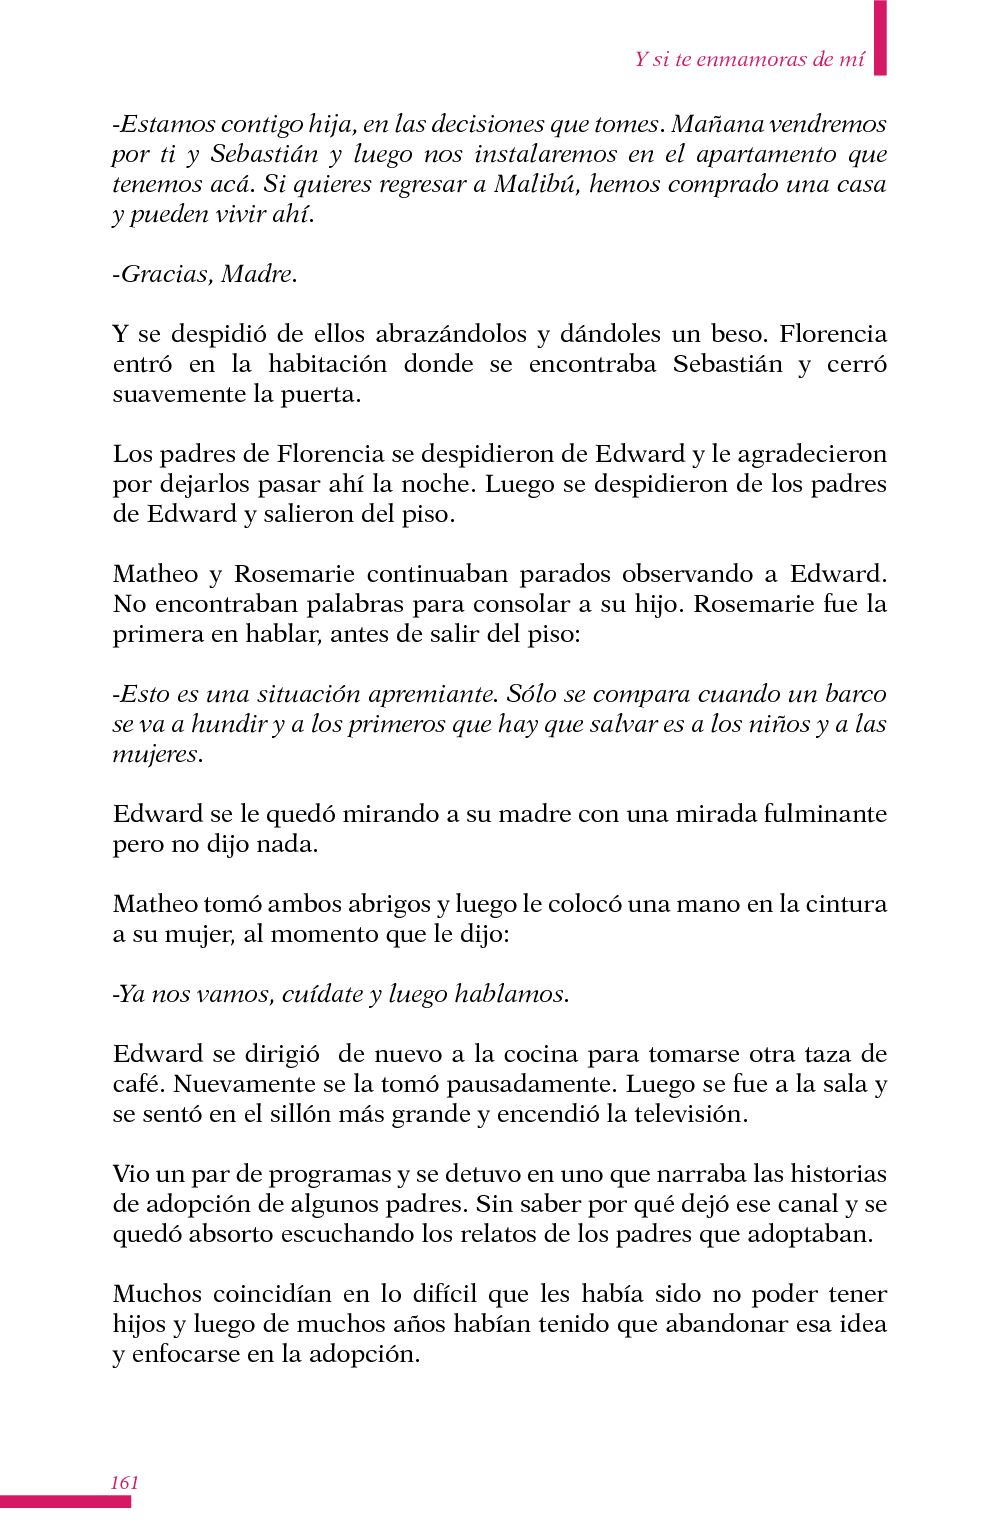 Y si te enmamoras de mí
-Estamos contigo hija, en las decisiones que tomes. Mañana vendremos
por ti y Sebastián y luego nos instalaremos en el apartamento que
tenemos acá. Si quieres regresar a Malibú, hemos comprado una casa
y pueden vivir ahí.
-Gracias, Madre.
Y se despidió de ellos abrazándolos y dándoles un beso. Florencia
entró en la habitación donde se encontraba Sebastián y cerró
suavemente la puerta.
Los padres de Florencia se despidieron de Edward y le agradecieron
por dejarlos pasar ahí la noche. Luego se despidieron de los padres
de Edward y salieron del piso.
Matheo y Rosemarie continuaban parados observando a Edward.
No encontraban palabras para consolar a su hijo. Rosemarie fue la
primera en hablar, antes de salir del piso:
-Esto es una situación apremiante. Sólo se compara cuando un barco
se va a hundir y a los primeros que hay que salvar es a los niños y a las
mujeres.
Edward se le quedó mirando a su madre con una mirada fulminante
pero no dijo nada.
Matheo tomó ambos abrigos y luego le colocó una mano en la cintura
a su mujer, al momento que le dijo:
-Ya nos vamos, cuídate y luego hablamos.
Edward se dirigió  de nuevo a la cocina para tomarse otra taza de
café. Nuevamente se la tomó pausadamente. Luego se fue a la sala y
se sentó en el sillón más grande y encendió la televisión.
Vio un par de programas y se detuvo en uno que narraba las historias
de adopción de algunos padres. Sin saber por qué dejó ese canal y se
quedó absorto escuchando los relatos de los padres que adoptaban.
Muchos coincidían en lo difícil que les había sido no poder tener
hijos y luego de muchos años habían tenido que abandonar esa idea
y enfocarse en la adopción.
161